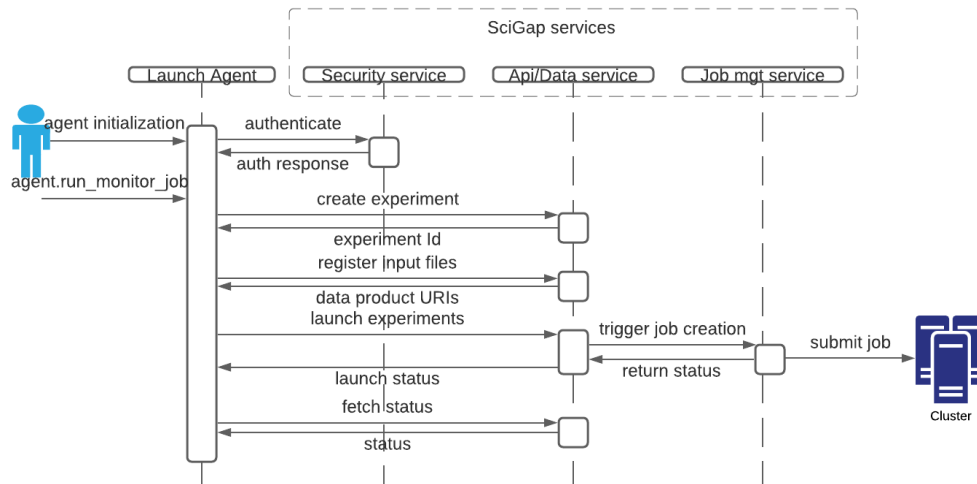 SciGap services
Launch Agent
Security service
Api/Data service
Job mgt service
agent initialization
authenticate
auth response
agent.run_monitor_job
create experiment
experiment Id
register input files
data product URIs
launch experiments
trigger job creation
submit job
return status
launch status
fetch status
status
Cluster